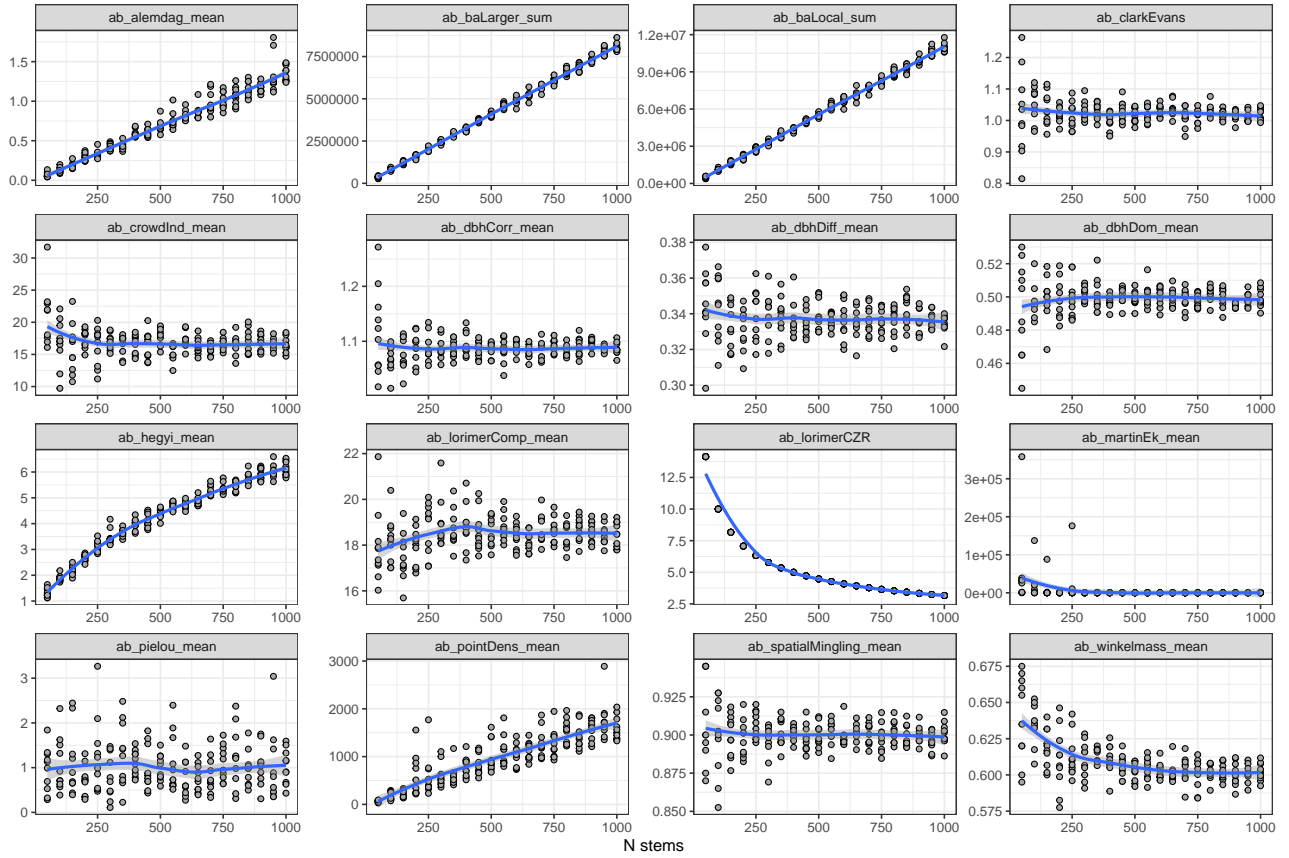 ab_alemdag_mean ab_baLarger_sum ab_baLocal_sum ab_clarkEvans
0.0 0.5 1.0 1.5
0 2500000 5000000 7500000
0.0e+00 3.0e+06 6.0e+06 9.0e+06 1.2e+07
0.8 0.9 1.0 1.1 1.2
250 500 750 1000 250 500 750 1000 250 500 750 1000 250 500 750 1000
ab_crowdInd_mean ab_dbhCorr_mean ab_dbhDiff_mean ab_dbhDom_mean
10 15 20 25 30
1.1 1.2
0.30 0.32 0.34 0.36 0.38
0.46 0.48 0.50 0.52
250 500 750 1000 250 500 750 1000 250 500 750 1000 250 500 750 1000
ab_hegyi_mean ab_lorimerComp_mean ab_lorimerCZR ab_martinEk_mean
1 2 3 4 5 6
16 18 20 22
2.5 5.0 7.5 10.0 12.5
0e+00 1e+05 2e+05 3e+05
250 500 750 1000 250 500 750 1000 250 500 750 1000 250 500 750 1000
ab_pielou_mean ab_pointDens_mean ab_spatialMingling_mean ab_winkelmass_mean
0 1 2 3
0 1000 2000 3000
0.850 0.875 0.900 0.925
0.575 0.600 0.625 0.650 0.675
250 500 750 1000 250 500 750 1000 250 500 750 1000 250 500 750 1000
N stems